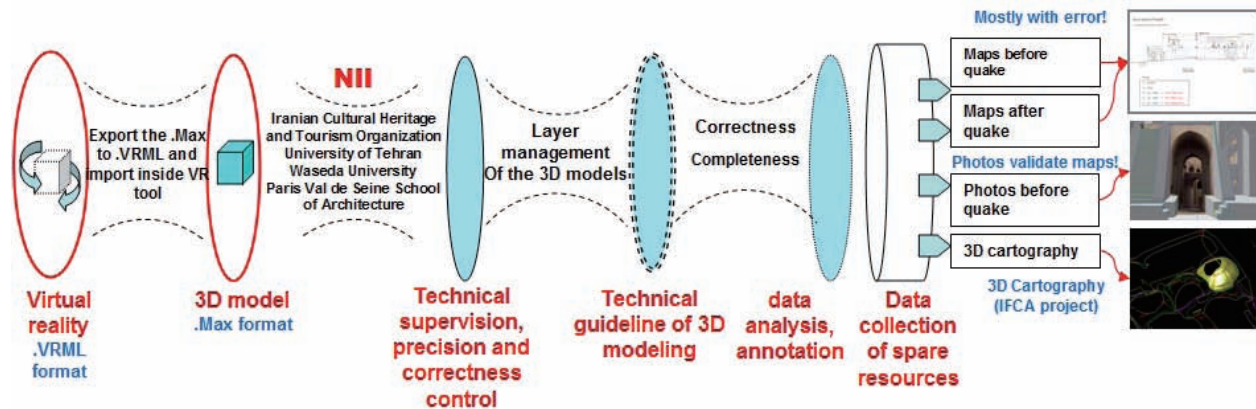 Mostly with error!
Maps before
quake
Maps after
quake
Photos validate maps!
Photos before
quake
3D cartography
3D Cartography
(IFCA project)
NII
Iranian Cultural Heritage
and Tourism Organization
University of Tehran
Waseda University
Paris Val de Seine School
of Architecture
Export the .Max
to .VRML and
import inside VR
tool
Layer
management
Of the 3D models
Correctness
Completeness
Virtual
reality
.VRML
format
3D model
.Max format
Technical
supervision,
precision and
correctness
control
Technical
guideline of 3D
modeling
data
analysis,
annotation
Data
collection
of spare
resources